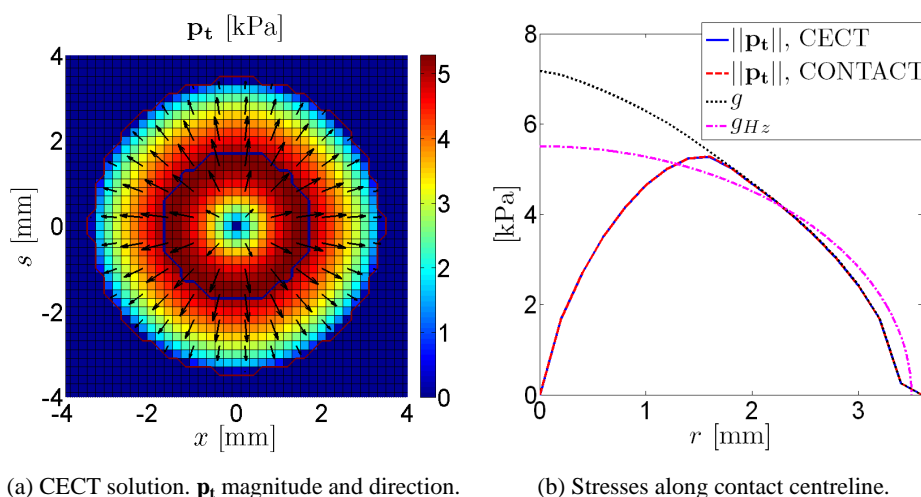 p_t [kPa]
4
2
0
-2
-4
s [mm]
-4 -2 0 2 4
x [mm]
5
4
3
2
1
0
(a) CECT solution. p_t magnitude and direction.
8
6
4
2
0
[kPa]
||p_t||, CECT
||p_t||, CONTACT
g
g_{Hz}
0 1 2 3
r [mm]
(b) Stresses along contact centreline.